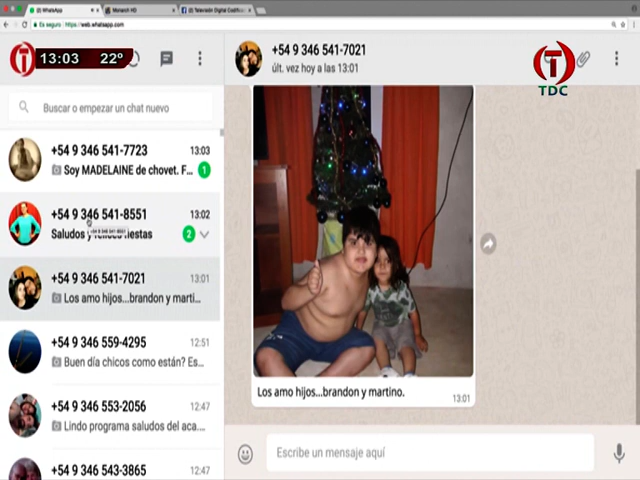 (2) WhatsApp
Monarch HD
Es seguro
https://web.whatsapp.com
T 13:03 22º
T
TDC
Buscar o empezar un chat nuevo
+54 9 346 541-7723 13:03
Soy MADELAINE de chovet. F... 1
+54 9 346 541-8551 13:02
Saludos y felices fiestas 2
+54 9 346 541-7021 13:01
Los amo hijos...brandon y marti...
+54 9 346 559-4295 12:51
Buen día chicos como están? Es...
+54 9 346 553-2056 12:47
Lindo programa saludos del aca....
+54 9 346 543-3865 12:47
+54 9 346 541-7021
últ. vez hoy a las 13:01
Los amo hijos...brandon y martino.
13:01
Escribe un mensaje aquí